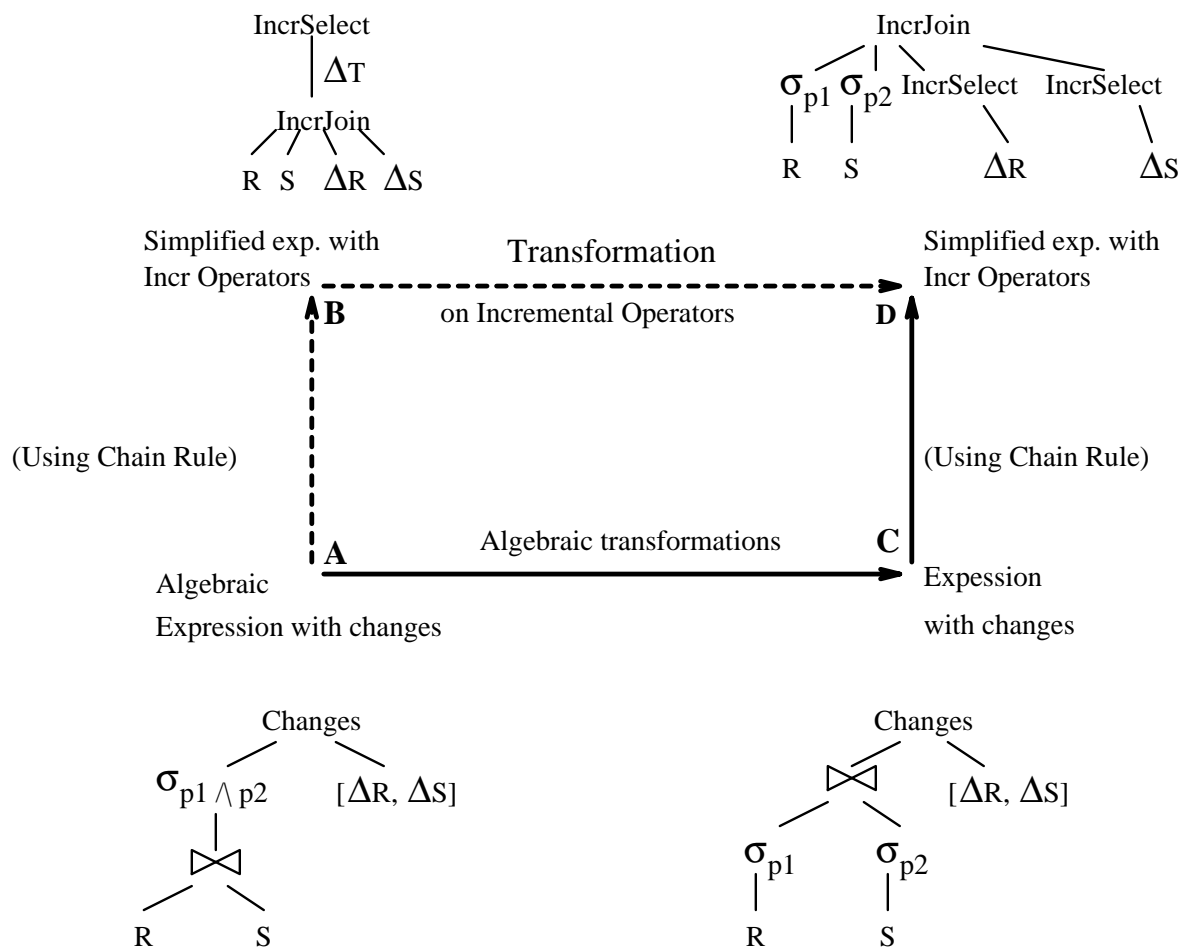 IncrSelect
ΔT
IncrJoin
R S ΔR ΔS
IncrJoin
σp1 σp2 IncrSelect IncrSelect
R S ΔR ΔS
Simplified exp. with
Incr Operators
B
Transformation
on Incremental Operators
Simplified exp. with
Incr Operators
D
(Using Chain Rule)
(Using Chain Rule)
A
Algebraic transformations
C
Algebraic
Expression with changes
Expession
with changes
Changes
σp1 /\ p2 [ΔR, ΔS]
⋈
R S
Changes
⋈ [ΔR, ΔS]
σp1 σp2
R S